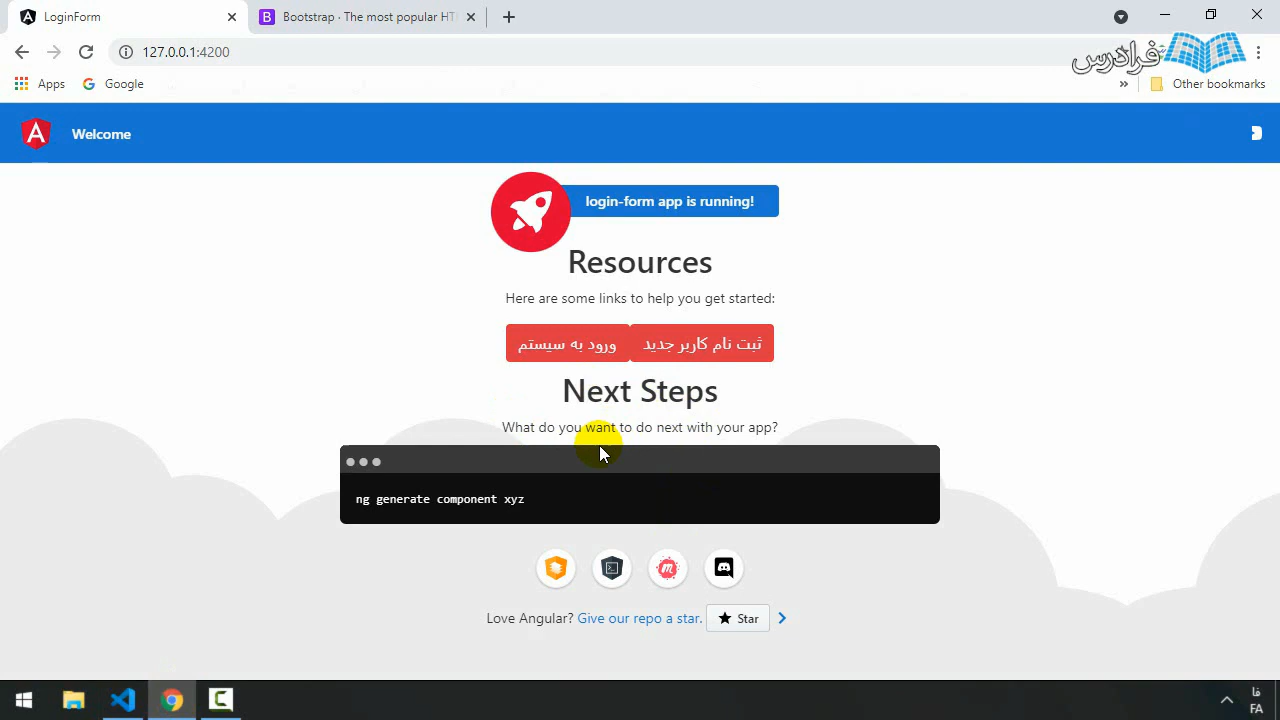 LoginForm
Bootstrap · The most popular HT
127.0.0.1:4200
فرادرس
Apps
Google
»
Other bookmarks
Welcome
login-form app is running!
Resources
Here are some links to help you get started:
ثبت نام کاربر جدید
ورود به سیستم
Next Steps
What do you want to do next with your app?
ng generate component xyz
Love Angular? Give our repo a star. Star
فا
FA